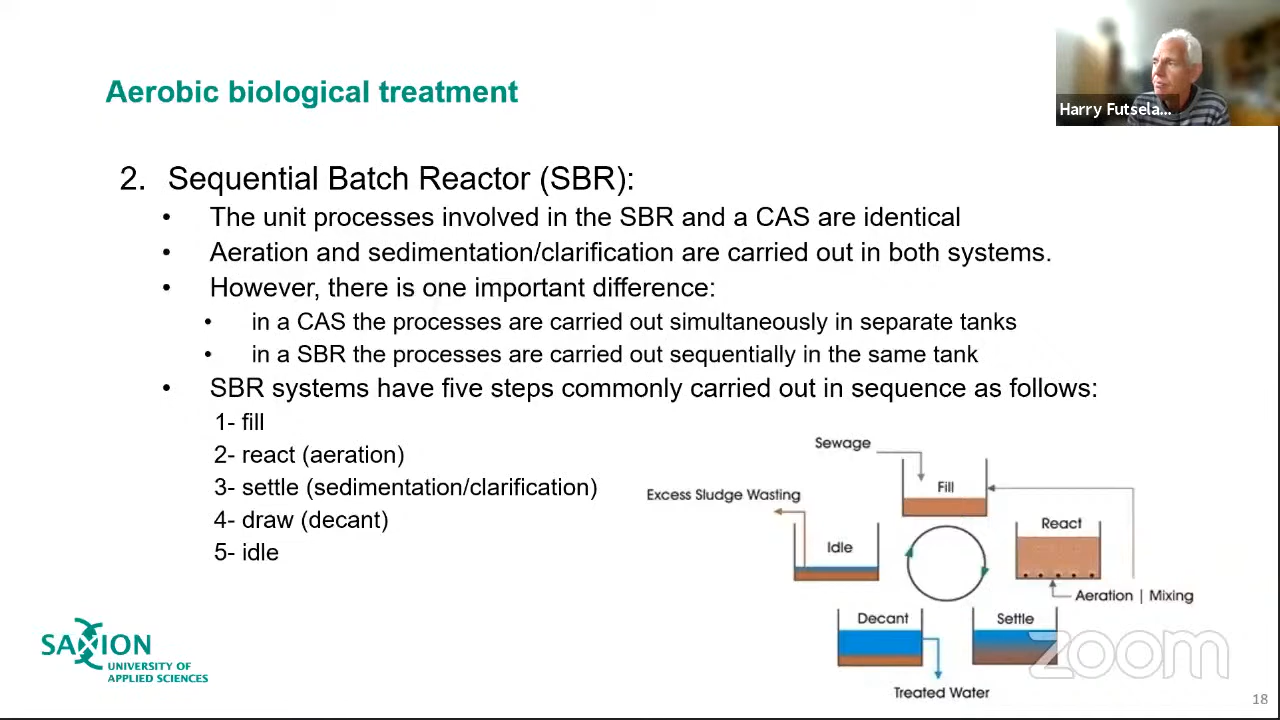 Aerobic biological treatment
Harry Futsela...
2. Sequential Batch Reactor (SBR):
• The unit processes involved in the SBR and a CAS are identical
• Aeration and sedimentation/clarification are carried out in both systems.
• However, there is one important difference:
• in a CAS the processes are carried out simultaneously in separate tanks
• in a SBR the processes are carried out sequentially in the same tank
• SBR systems have five steps commonly carried out in sequence as follows:
1- fill
2- react (aeration)
3- settle (sedimentation/clarification)
4- draw (decant)
5- idle
Sewage
Fill
Excess Sludge Wasting
React
Idle
Aeration | Mixing
Decant
Settle
Treated Water
zoom
SAXION
UNIVERSITY OF
APPLIED SCIENCES
18